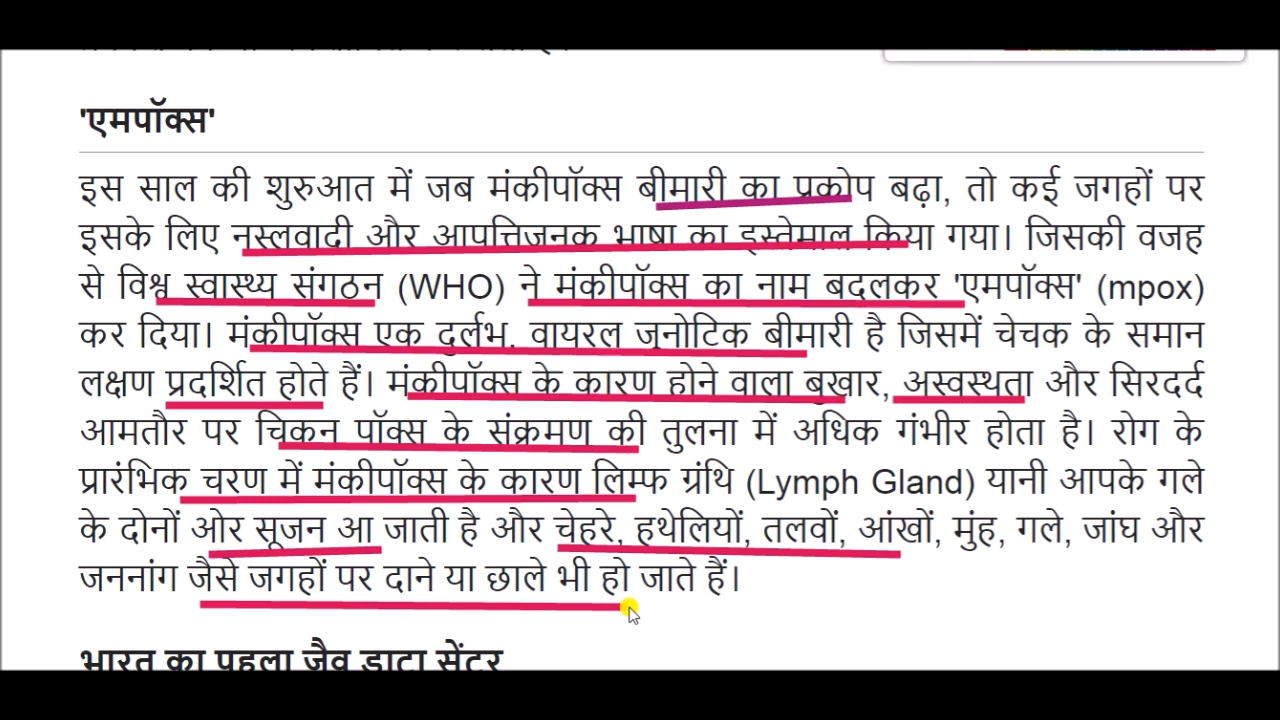 'एमपॉक्स'
इस साल की शुरुआत में जब मंकीपॉक्स बीमारी का प्रकोप बढ़ा, तो कई जगहों पर
इसके लिए नस्लवादी और आपत्तिजनक भाषा का इस्तेमाल किया गया। जिसकी वजह
से विश्व स्वास्थ्य संगठन (WHO) ने मंकीपॉक्स का नाम बदलकर 'एमपॉक्स' (mpox)
कर दिया। मंकीपॉक्स एक दुर्लभ, वायरल जूनोटिक बीमारी है जिसमें चेचक के समान
लक्षण प्रदर्शित होते हैं। मंकीपॉक्स के कारण होने वाला बुखार, अस्वस्थता और सिरदर्द
आमतौर पर चिकन पॉक्स के संक्रमण की तुलना में अधिक गंभीर होता है। रोग के
प्रारंभिक चरण में मंकीपॉक्स के कारण लिम्फ ग्रंथि (Lymph Gland) यानी आपके गले
के दोनों ओर सूजन आ जाती है और चेहरे, हथेलियों, तलवों, आंखों, मुंह, गले, जांघ और
जननांग जैसे जगहों पर दाने या छाले भी हो जाते हैं।
भारत का पहला जैव डाटा सेंटर